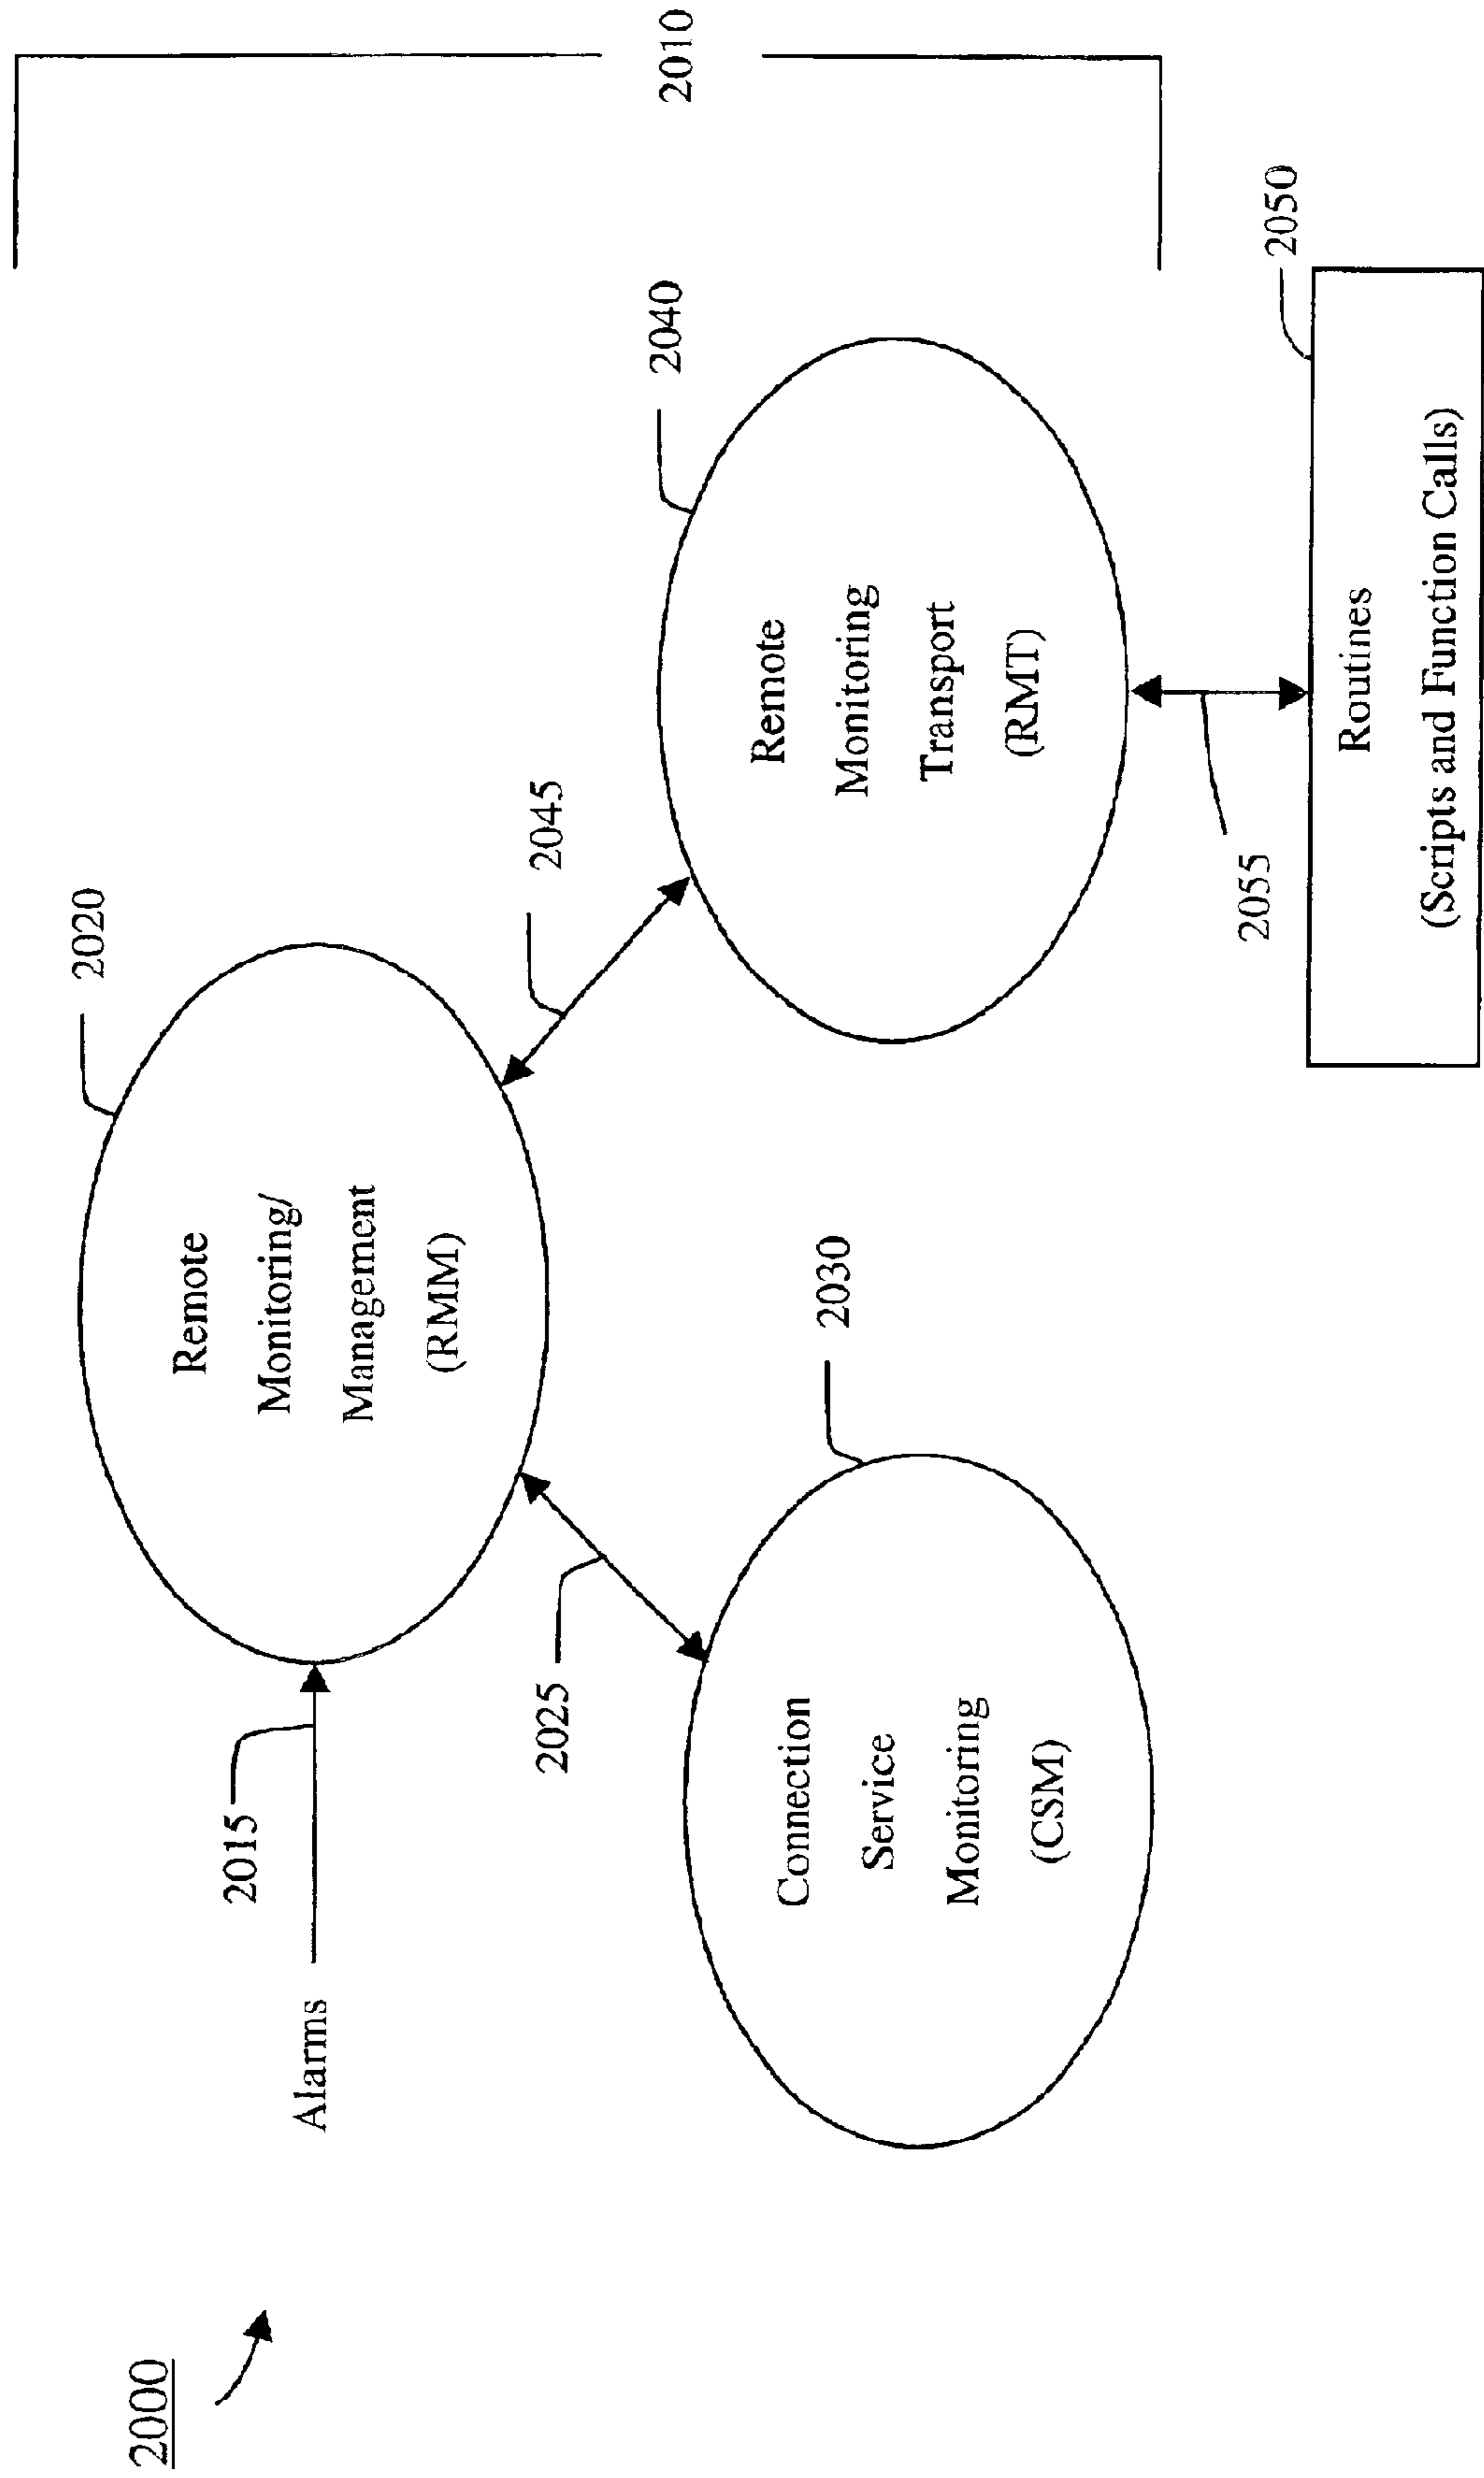 2000
Alarms
2015
Remote
Monitoring/
Management
(RMM)
2020
2025
2045
Connection
Service
Monitoring
(CSM)
2030
Remote
Monitoring
Transport
(RMT)
2040
2010
2055
Routines
(Scripts and Function Calls)
2050